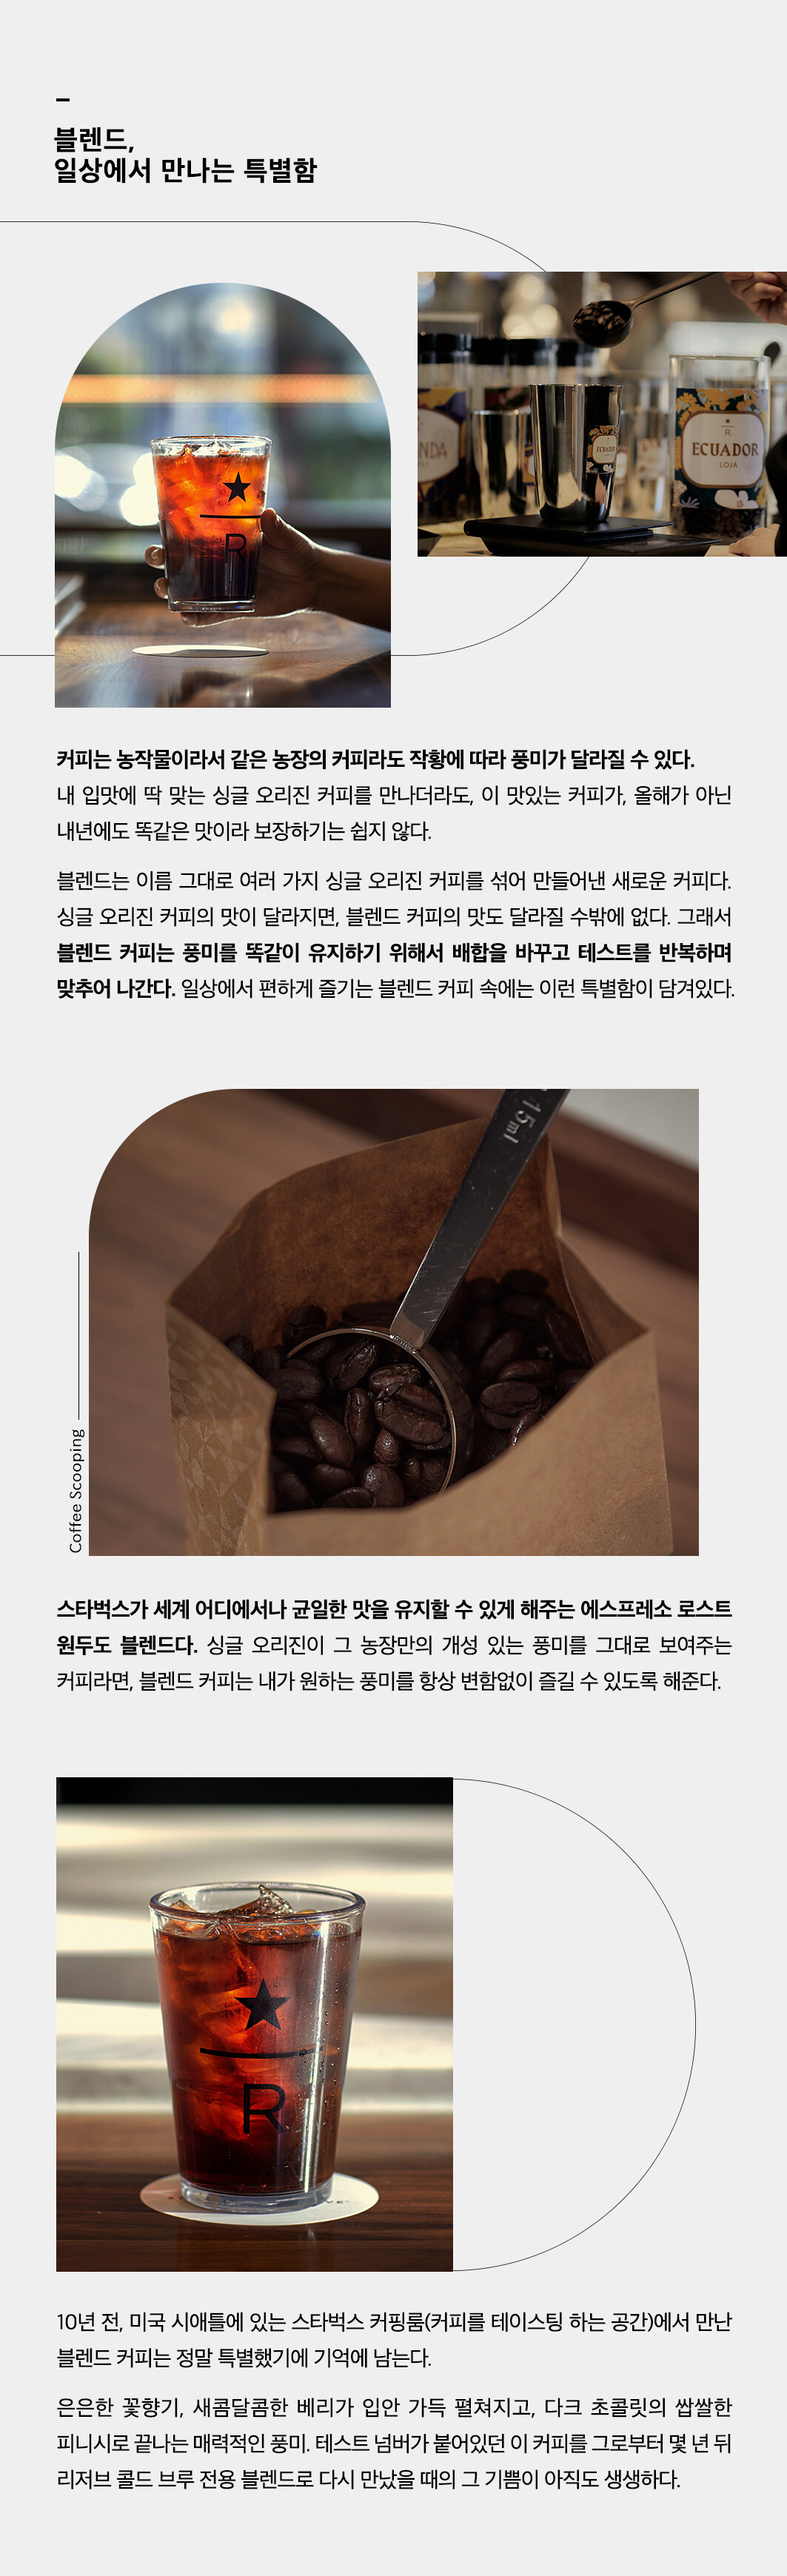 블렌드,
일상에서 만나는 특별함
★
R
ECUADOR
LOJA
R
커피는 농작물이라서 같은 농장의 커피라도 작황에 따라 풍미가 달라질 수 있다.
내 입맛에 딱 맞는 싱글 오리진 커피를 만나더라도, 이 맛있는 커피가, 올해가 아닌
내년에도 똑같은 맛이라 보장하기는 쉽지 않다.
블렌드는 이름 그대로 여러 가지 싱글 오리진 커피를 섞어 만들어낸 새로운 커피다.
싱글 오리진 커피의 맛이 달라지면, 블렌드 커피의 맛도 달라질 수밖에 없다. 그래서
블렌드 커피는 풍미를 똑같이 유지하기 위해서 배합을 바꾸고 테스트를 반복하며
맞추어 나간다. 일상에서 편하게 즐기는 블렌드 커피 속에는 이런 특별함이 담겨있다.
15ml
Coffee Scooping
스타벅스가 세계 어디에서나 균일한 맛을 유지할 수 있게 해주는 에스프레소 로스트
원두도 블렌드다. 싱글 오리진이 그 농장만의 개성 있는 풍미를 그대로 보여주는
커피라면, 블렌드 커피는 내가 원하는 풍미를 항상 변함없이 즐길 수 있도록 해준다.
★
R
10년 전, 미국 시애틀에 있는 스타벅스 커핑룸(커피를 테이스팅 하는 공간)에서 만난
블렌드 커피는 정말 특별했기에 기억에 남는다.
은은한 꽃향기, 새콤달콤한 베리가 입안 가득 펼쳐지고, 다크 초콜릿의 쌉쌀한
피니시로 끝나는 매력적인 풍미. 테스트 넘버가 붙어있던 이 커피를 그로부터 몇 년 뒤
리저브 콜드 브루 전용 블렌드로 다시 만났을 때의 그 기쁨이 아직도 생생하다.